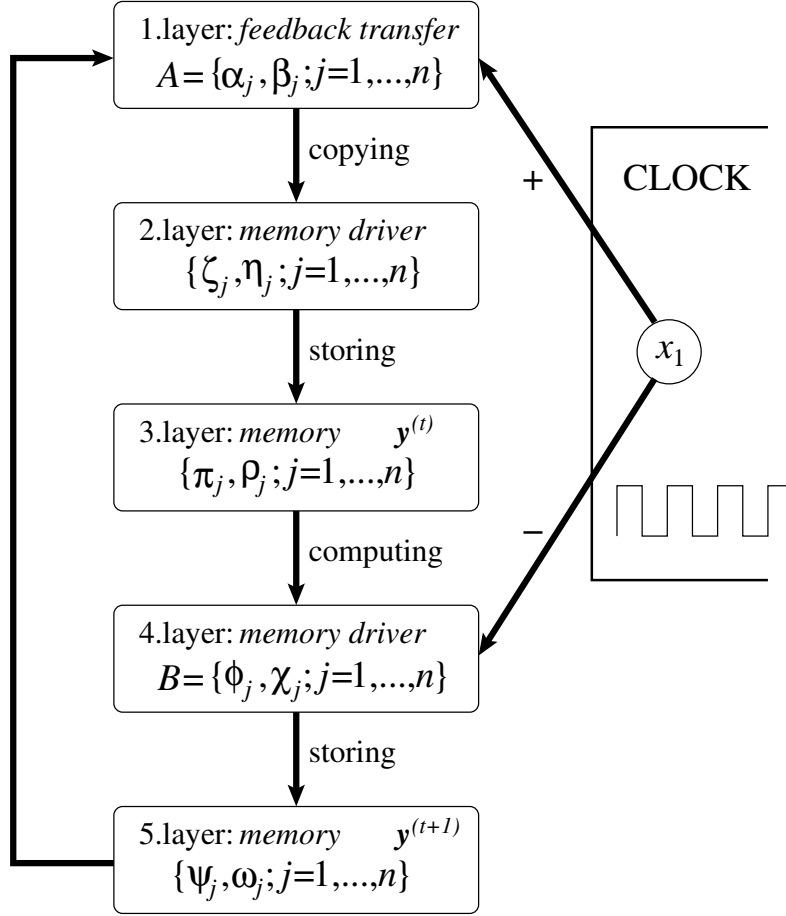 1.layer: feedback transfer
A={αj,βj;j=1,...,n}
copying
+
CLOCK
2.layer: memory driver
{ζj,ηj;j=1,...,n}
storing
x1
3.layer: memory y(t)
{πj,ρj;j=1,...,n}
computing
−
4.layer: memory driver
B={ϕj,χj;j=1,...,n}
storing
5.layer: memory y(t+1)
{ψj,ωj;j=1,...,n}